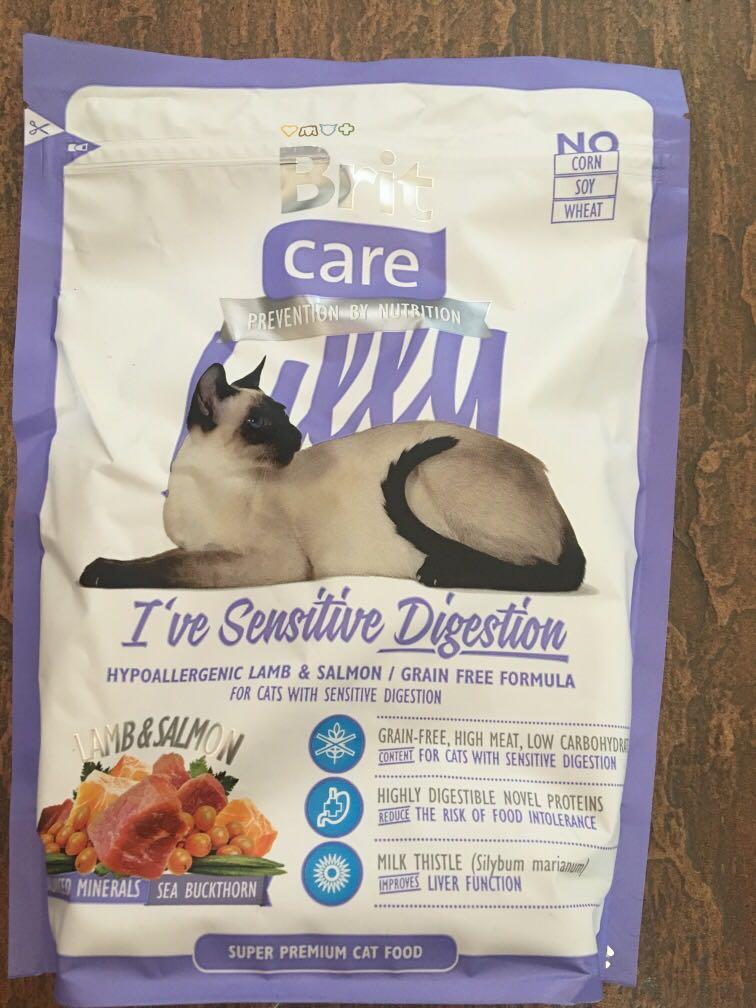 Brit
care
PREVENTION BY NUTRITION
NO
CORN
SOY
WHEAT
I've Sensitive Digestion
HYPOALLERGENIC LAMB & SALMON / GRAIN FREE FORMULA
FOR CATS WITH SENSITIVE DIGESTION
LAMB & SALMON
MINERALS SEA BUCKTHORN
GRAIN-FREE, HIGH MEAT, LOW
CONTENT FOR CATS WITH SENSITIVE DIGESTION
HIGHLY DIGESTIBLE NOVEL PROTEINS
REDUCE THE RISK OF FOOD INTOLERANCE
MILK THISTLE (Silybum marianum)
IMPROVES LIVER FUNCTION
SUPER PREMIUM CAT FOOD